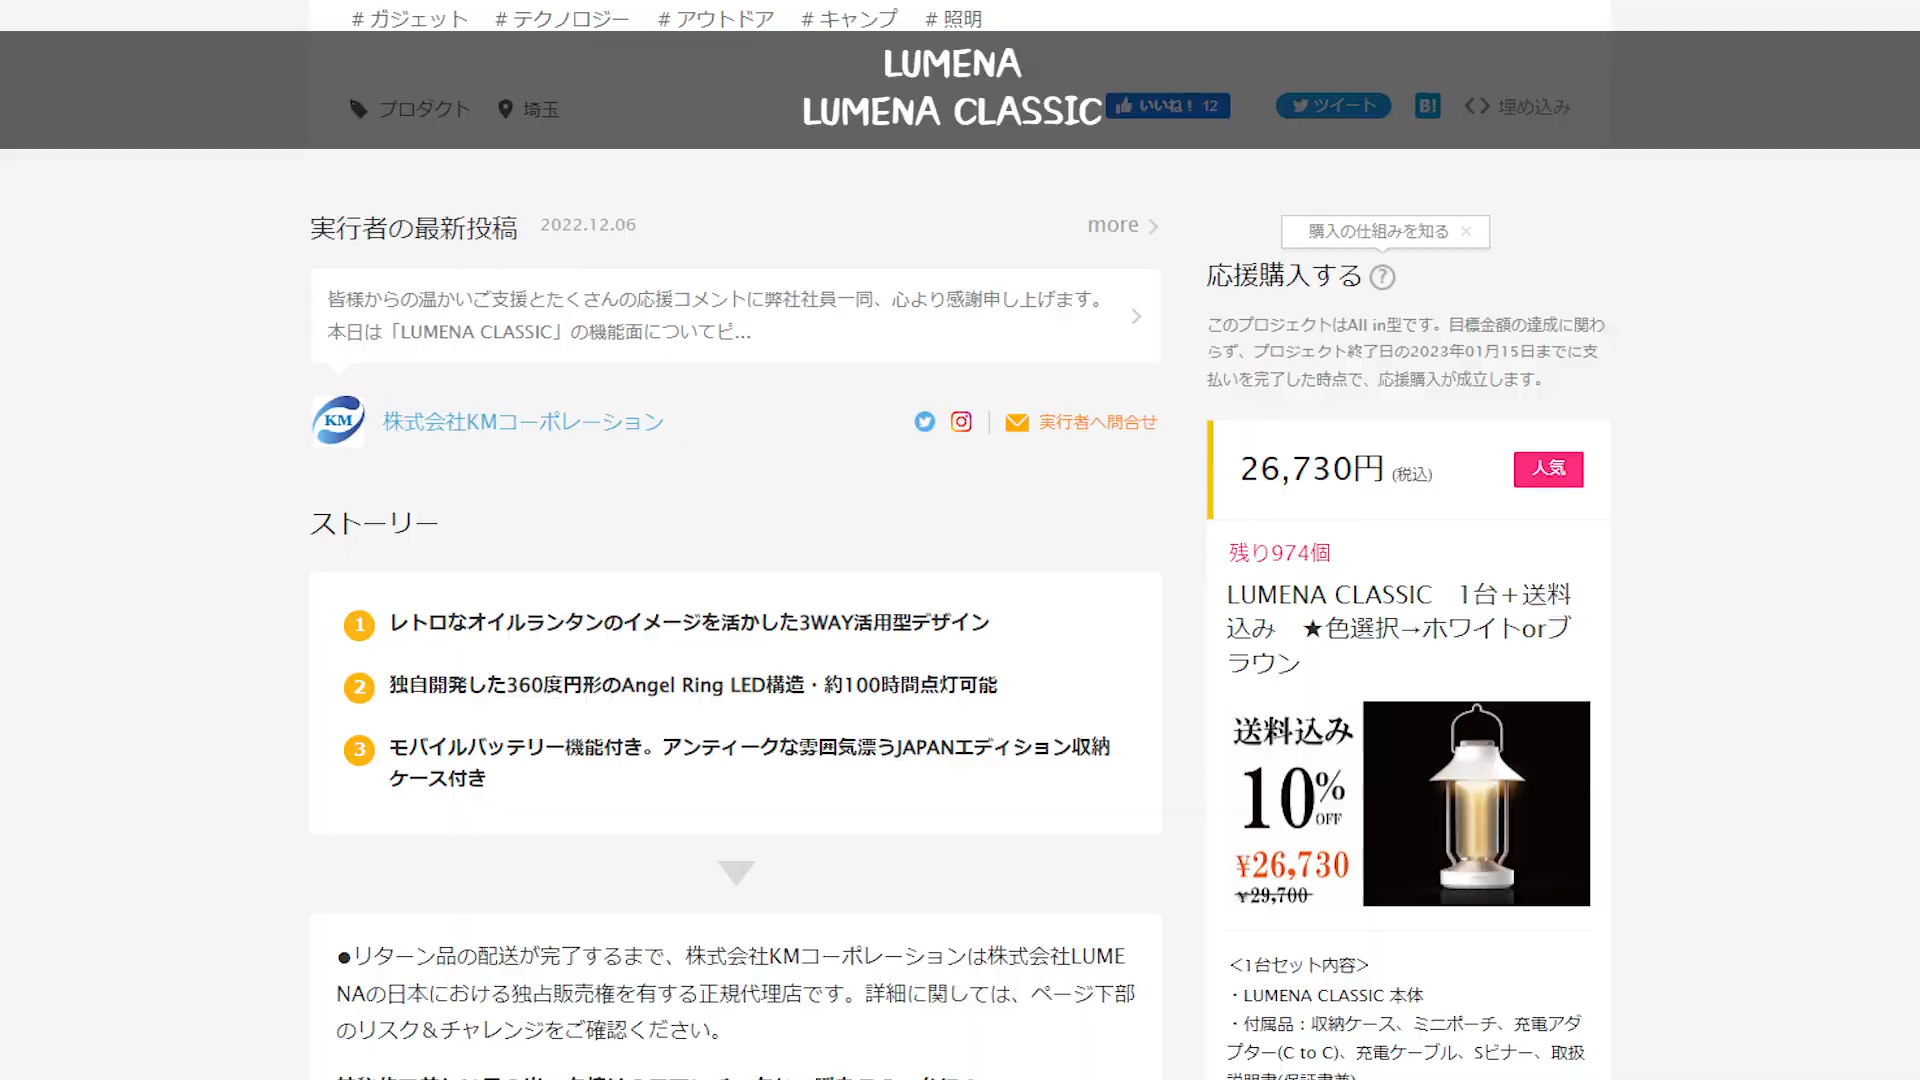 # ガジェット # テクノロジー # アウトドア # キャンプ # 照明
LUMENA
LUMENA CLASSIC
プロダクト 埼玉
いいね！ 12
ツイート
B!
埋め込み
実行者の最新投稿 2022.12.06
more
皆様からの温かいご支援とたくさんの応援コメントに弊社社員一同、心より感謝申し上げます。
本日は「LUMENA CLASSIC」の機能面についてピ...
KM
株式会社KMコーポレーション
実行者へ問合せ
ストーリー
1 レトロなオイルランタンのイメージを活かした3WAY活用型デザイン
2 独自開発した360度円形のAngel Ring LED構造・約100時間点灯可能
3 モバイルバッテリー機能付き。アンティークな雰囲気漂うJAPANエディション収納
ケース付き
●リターン品の配送が完了するまで、株式会社KMコーポレーションは株式会社LUME
NAの日本における独占販売権を有する正規代理店です。詳細に関しては、ページ下部
のリスク＆チャレンジをご確認ください。
購入の仕組みを知る ×
応援購入する ?
このプロジェクトはAll in型です。目標金額の達成に関わ
らず、プロジェクト終了日の2023年01月15日までに支
払いを完了した時点で、応援購入が成立します。
26,730円 (税込)
人気
残り974個
LUMENA CLASSIC 1台＋送料
込み ★色選択→ホワイトorブ
ラウン
送料込み
10%
OFF
¥26,730
¥29,700
＜1台セット内容＞
・LUMENA CLASSIC 本体
・付属品：収納ケース、ミニポーチ、充電アダ
プター(C to C)、充電ケーブル、Sビナー、取扱
説明書(保証書兼)